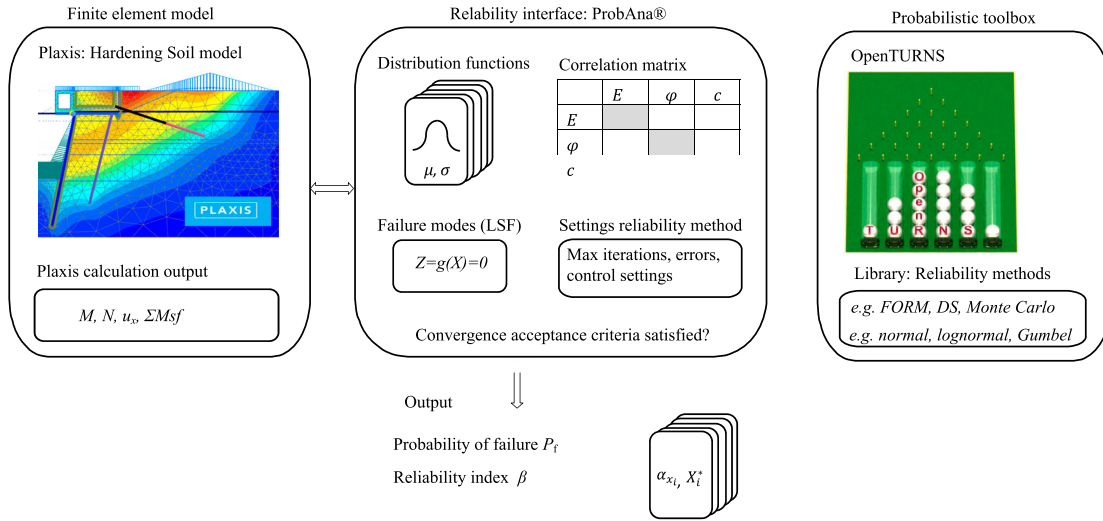 Finite element model
Plaxis: Hardening Soil model
PLAXIS
Plaxis calculation output
M, N, uₓ, ΣMsf
Relability interface: ProbAna®
Distribution functions
μ, σ
Correlation matrix
E φ c
E
φ
c
Failure modes (LSF)
Z=g(X)=0
Settings reliability method
Max iterations, errors,
control settings
Convergence acceptance criteria satisfied?
Probabilistic toolbox
OpenTURNS
OpenTURNS
Library: Reliability methods
e.g. FORM, DS, Monte Carlo
e.g. normal, lognormal, Gumbel
Output
Probability of failure P_f
Reliability index β
α_{x_i}, X_i^*